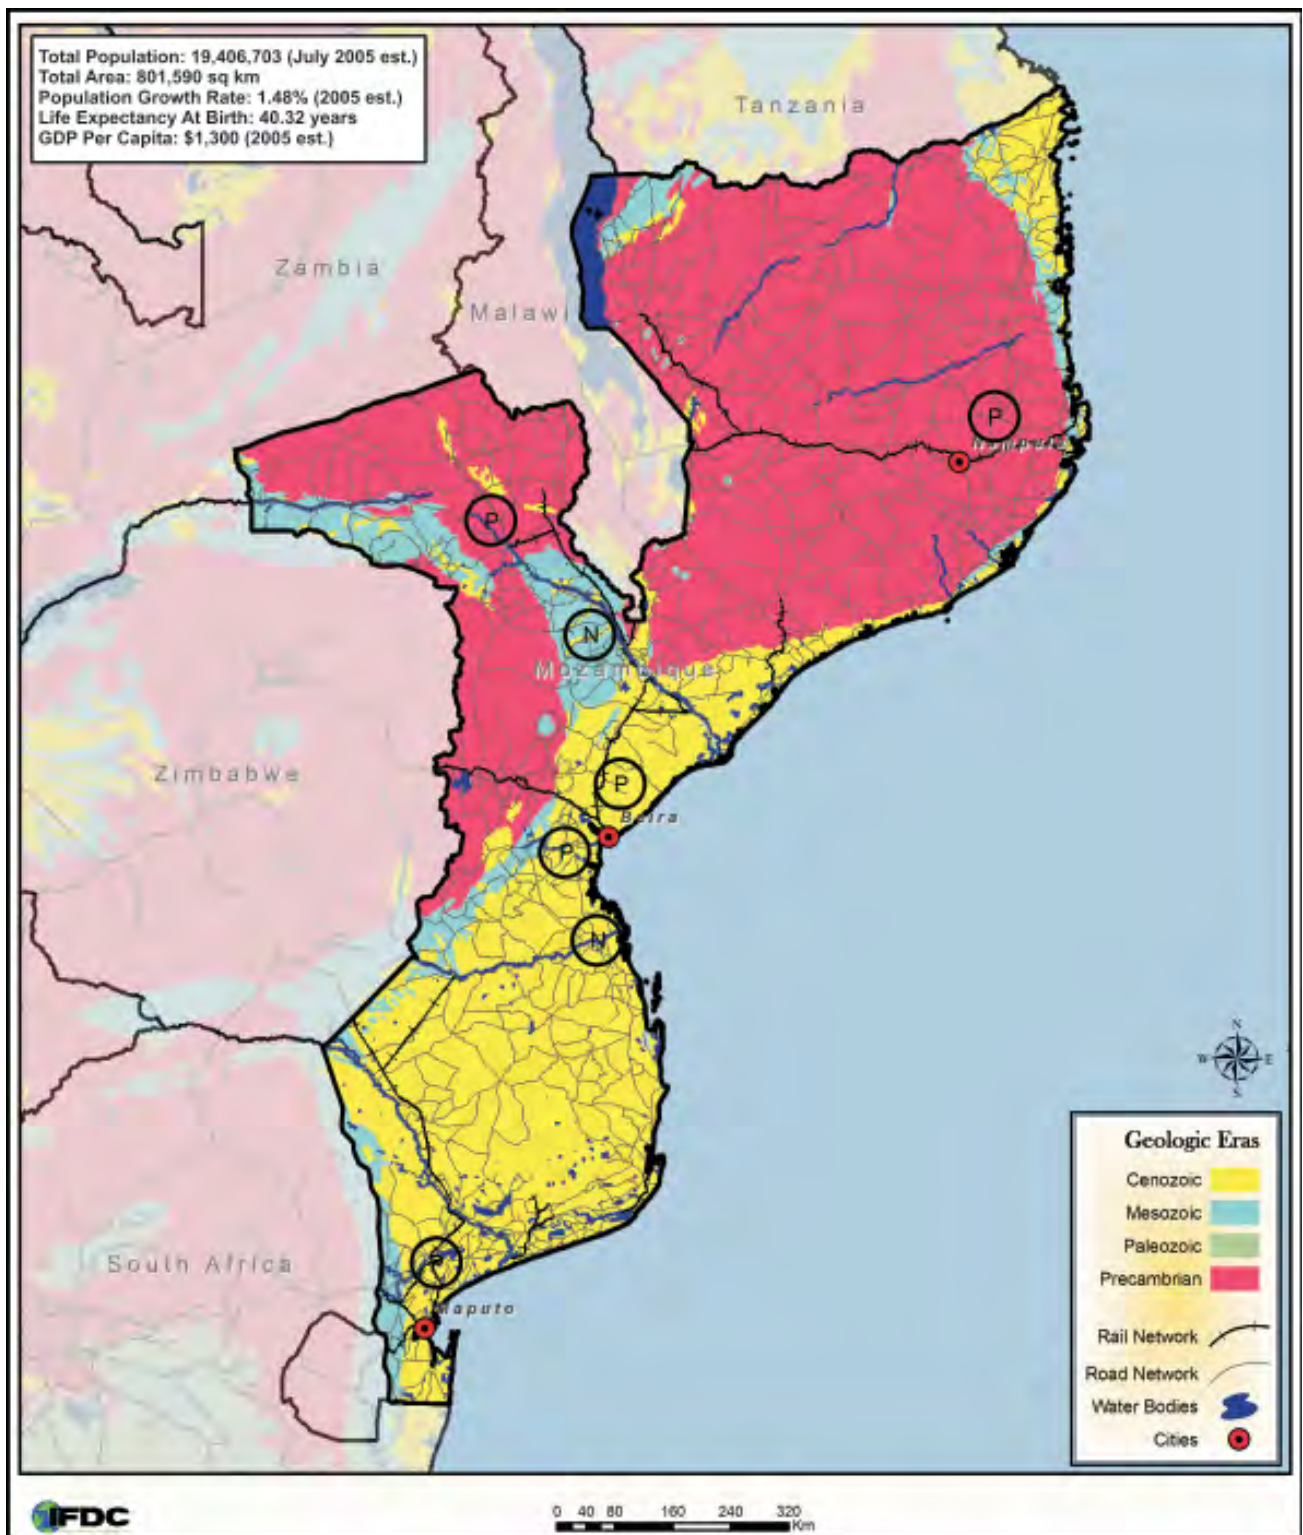 Total Population: 19,406,703 (July 2005 est.)
Total Area: 801,590 sq km
Population Growth Rate: 1.48% (2005 est.)
Life Expectancy At Birth: 40.32 years
GDP Per Capita: $1,300 (2005 est.)
Tanzania
Zambia
Malawi
P
Nampula
P
N
Mozambique
Zimbabwe
P
Beira
P
N
N
W E
S
South Africa
P
Maputo
Geologic Eras
Cenozoic
Mesozoic
Paleozoic
Precambrian
Rail Network
Road Network
Water Bodies
Cities
IFDC
0 40 80 160 240 320
Km